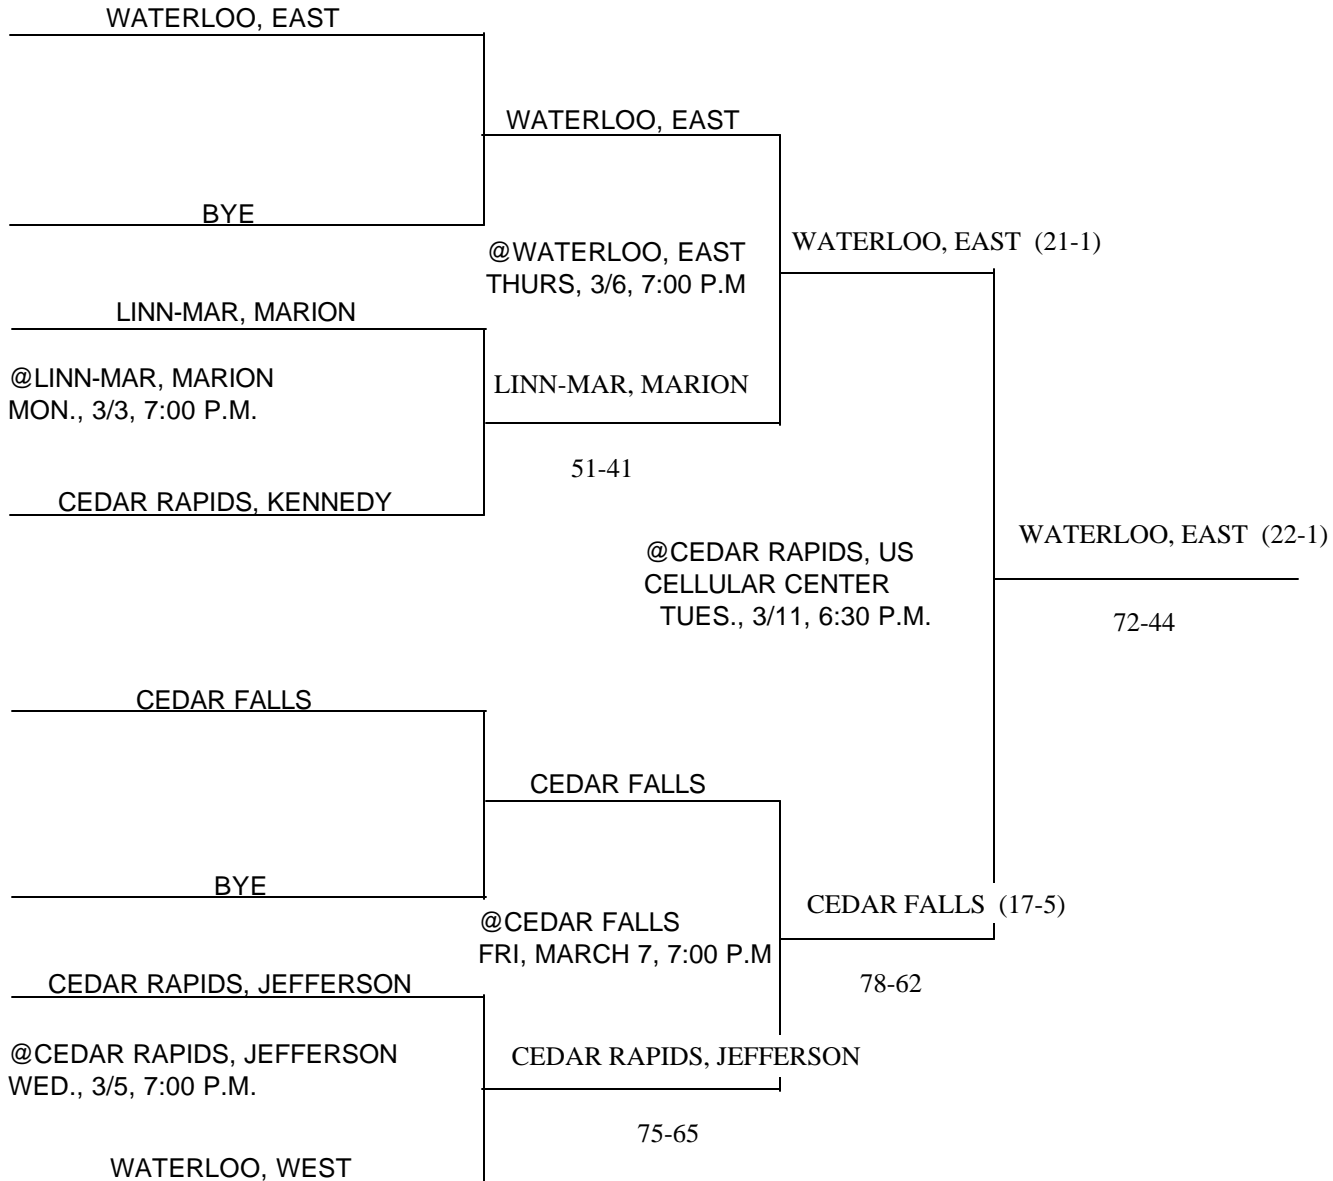 WATERLOO, EAST
WATERLOO, EAST
BYE
@WATERLOO, EAST
THURS, 3/6, 7:00 P.M
WATERLOO, EAST  (21-1)
LINN-MAR, MARION
@LINN-MAR, MARION
MON., 3/3, 7:00 P.M.
LINN-MAR, MARION
51-41
CEDAR RAPIDS, KENNEDY
@CEDAR RAPIDS, US
CELLULAR CENTER
TUES., 3/11, 6:30 P.M.
WATERLOO, EAST  (22-1)
72-44
CEDAR FALLS
CEDAR FALLS
BYE
@CEDAR FALLS
FRI, MARCH 7, 7:00 P.M
CEDAR FALLS  (17-5)
78-62
CEDAR RAPIDS, JEFFERSON
@CEDAR RAPIDS, JEFFERSON
WED., 3/5, 7:00 P.M.
CEDAR RAPIDS, JEFFERSON
75-65
WATERLOO, WEST